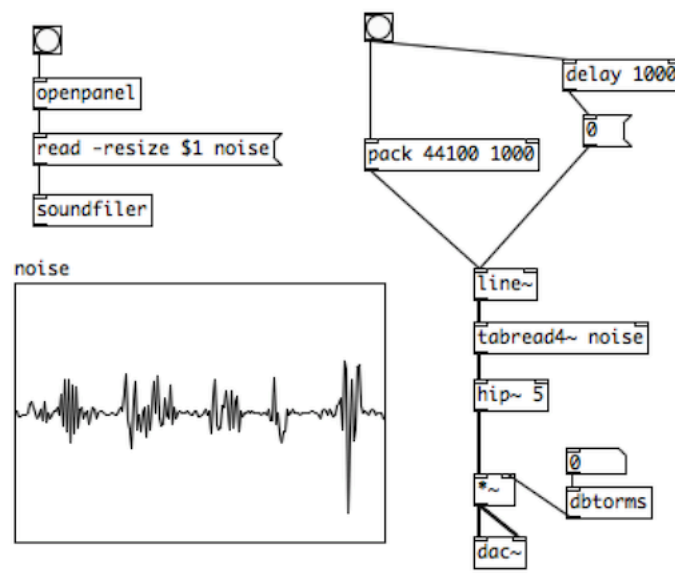 openpanel
read -resize $1 noise
soundfiler
noise
delay 1000
0
pack 44100 1000
line~
tabread4~ noise
hip~ 5
0
*~
dbtorms
dac~